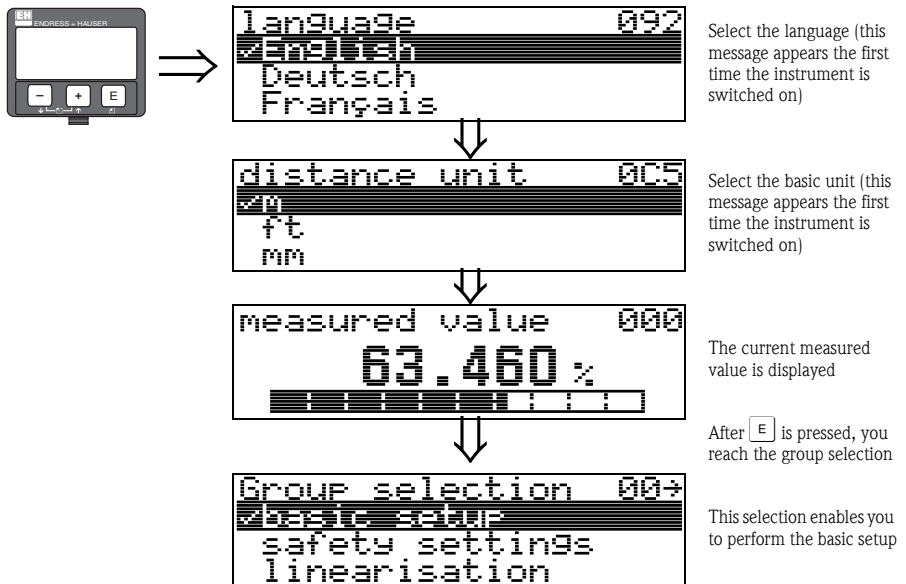 EH
ENDRESS + HAUSER
– + E
language 092
✓English
Deutsch
Français
Select the language (this
message appears the first
time the instrument is
switched on)
distance unit 0C5
✓m
ft
mm
Select the basic unit (this
message appears the first
time the instrument is
switched on)
measured value 000
63.460 %
The current measured
value is displayed
After E is pressed, you
reach the group selection
Group selection 00→
✓basic setup
safety settings
linearisation
This selection enables you
to perform the basic setup